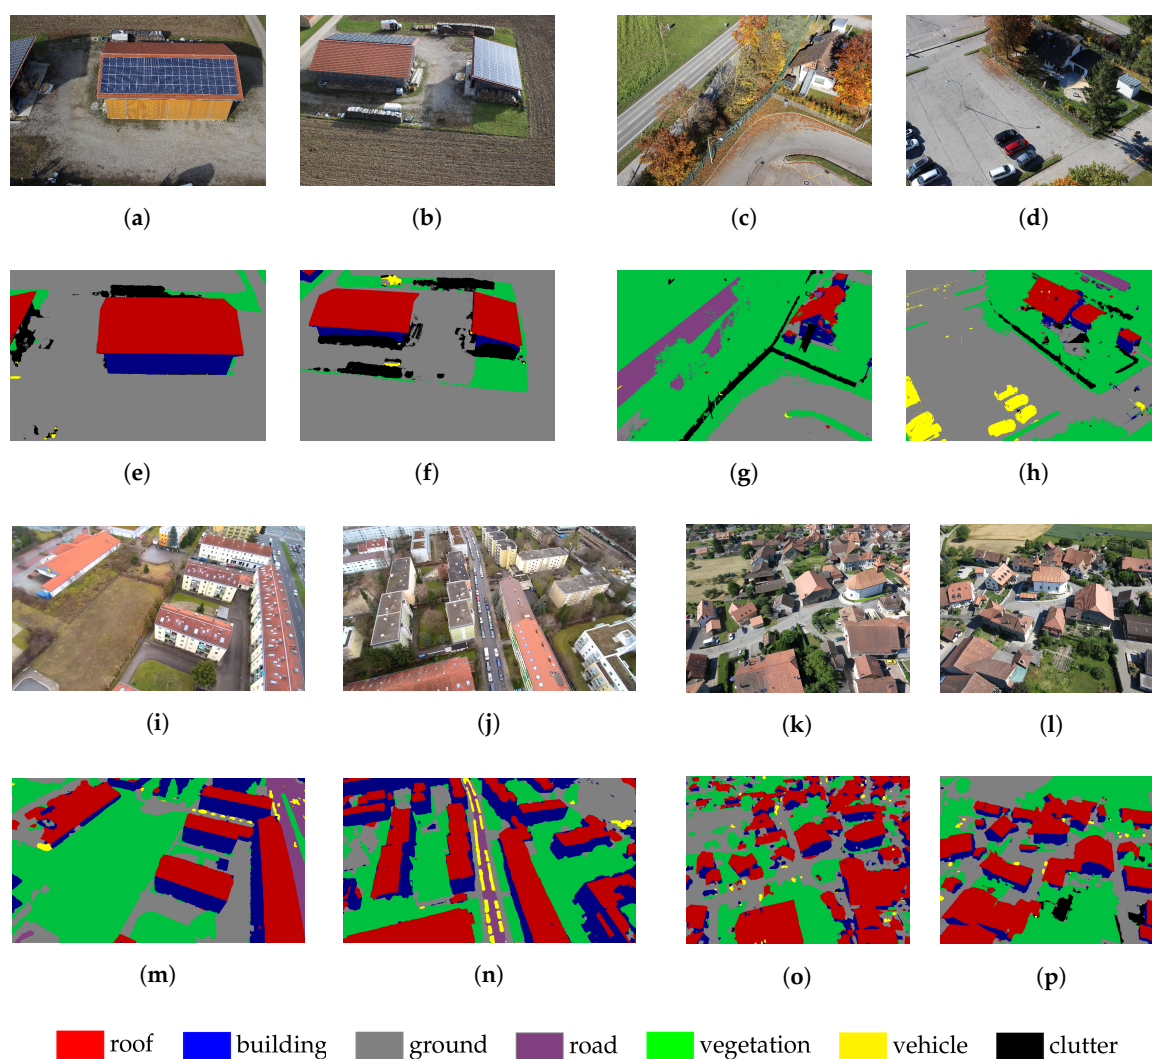 (a) (b) (c) (d)
(e) (f) (g) (h)
(i) (j) (k) (l)
(m) (n) (o) (p)
roof building ground road vegetation vehicle clutter